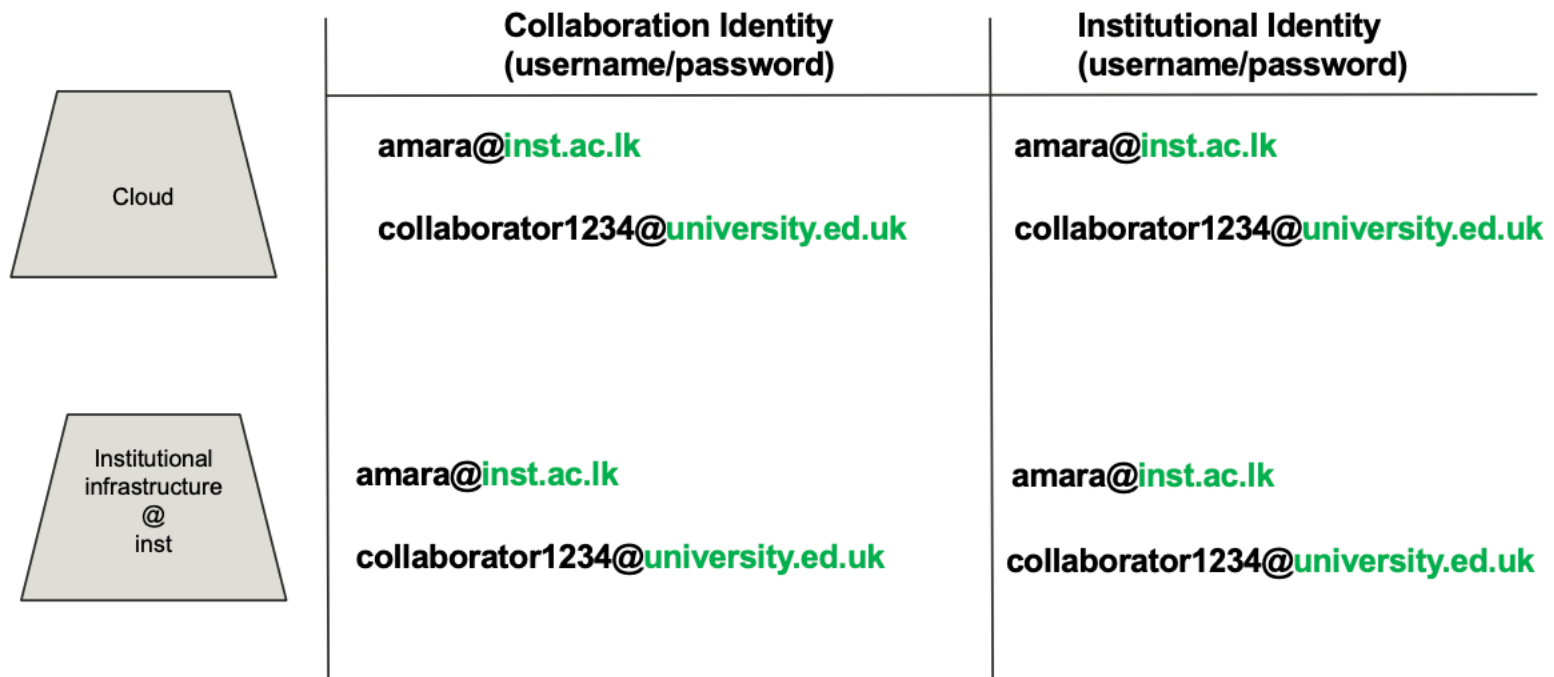 Collaboration Identity
(username/password)
Institutional Identity
(username/password)
Cloud
amara@inst.ac.lk
amara@inst.ac.lk
collaborator1234@university.ed.uk
collaborator1234@university.ed.uk
Institutional
infrastructure
@
inst
amara@inst.ac.lk
amara@inst.ac.lk
collaborator1234@university.ed.uk
collaborator1234@university.ed.uk